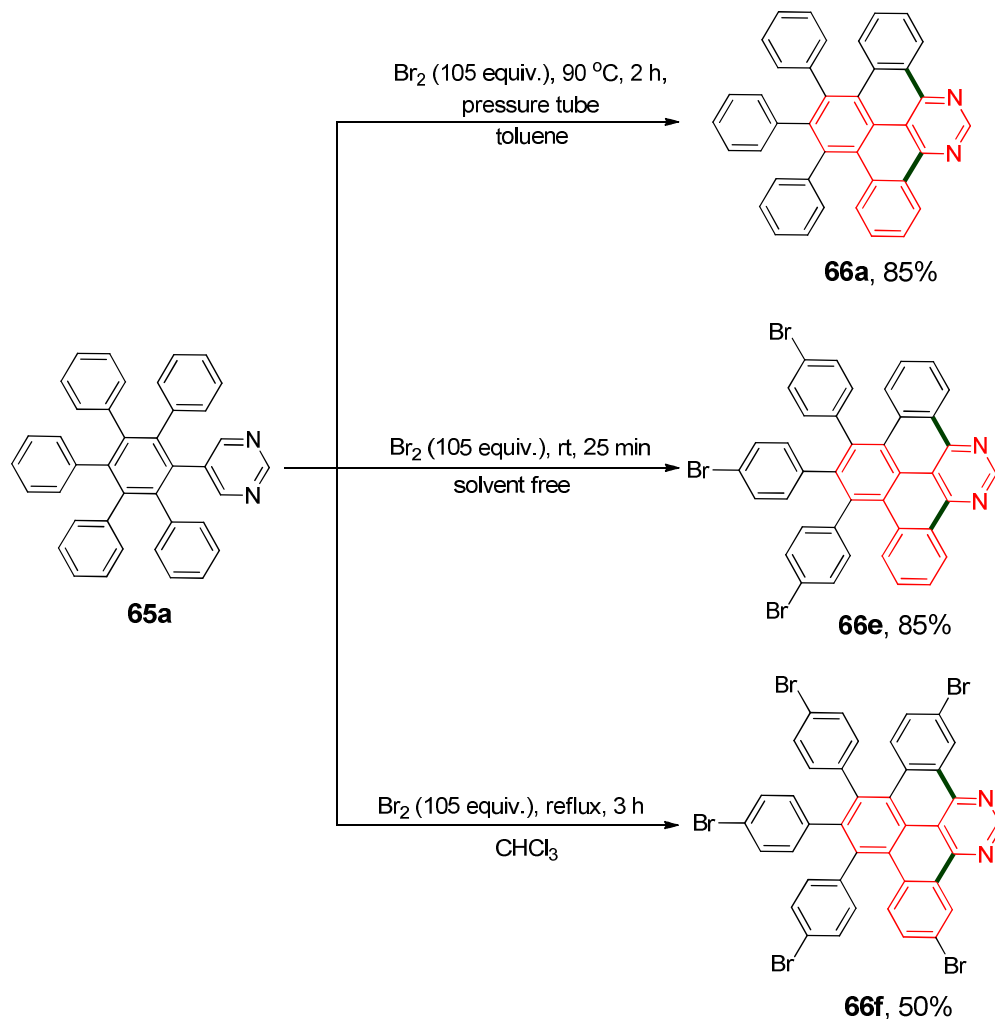 Br2 (105 equiv.), 90 °C, 2 h,
pressure tube
toluene
N
N
66a, 85%
N
N
65a
Br2 (105 equiv.), rt, 25 min
solvent free
Br
Br
Br
N
N
66e, 85%
Br2 (105 equiv.), reflux, 3 h
CHCl3
Br
Br
Br
Br
Br
N
N
66f, 50%